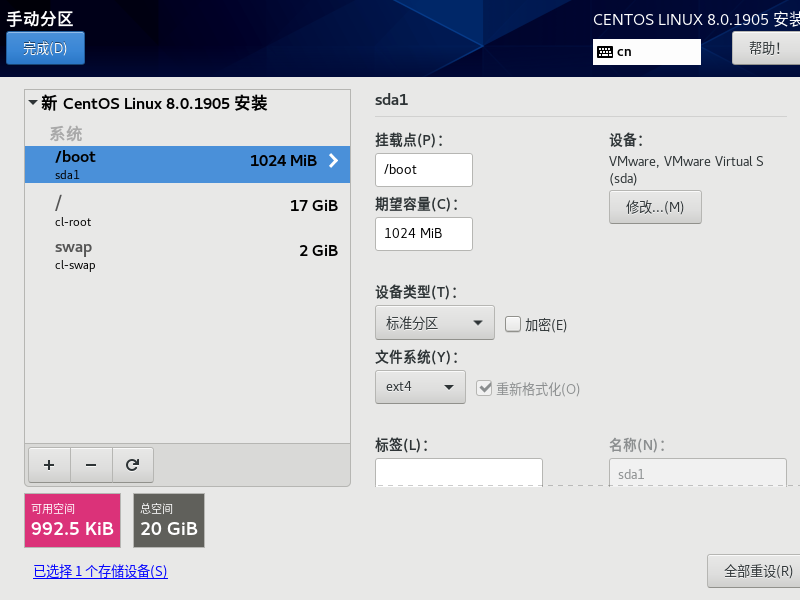 手动分区
CENTOS LINUX 8.0.1905 安装
完成(D)
cn
帮助!
新 CentOS Linux 8.0.1905 安装
系统
/boot
1024 MiB
sda1
/
17 GiB
cl-root
swap
2 GiB
cl-swap
可用空间
992.5 KiB
总空间
20 GiB
已选择 1 个存储设备(S)
sda1
挂载点(P):
/boot
期望容量(C):
1024 MiB
设备:
VMware, VMware Virtual S
(sda)
修改...(M)
设备类型(T):
标准分区
加密(E)
文件系统(Y):
ext4
重新格式化(O)
标签(L):
名称(N):
sda1
全部重设(R)